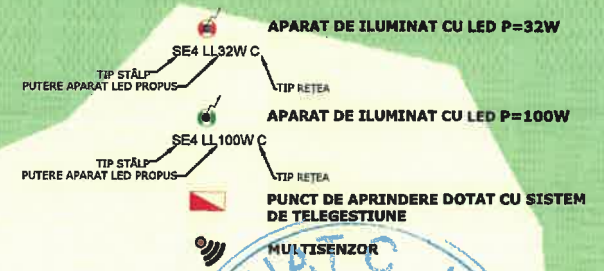 APARAT DE ILUMINAT CU LED P=32W
SE4 LL32W C
TIP STÂLP
PUTERE APARAT LED PROPUS
TIP REȚEA
APARAT DE ILUMINAT CU LED P=100W
SE4 LL100W C
TIP STÂLP
PUTERE APARAT LED PROPUS
TIP REȚEA
PUNCT DE APRINDERE DOTAT CU SISTEM
DE TELEGESTIUNE
MULTISENZOR